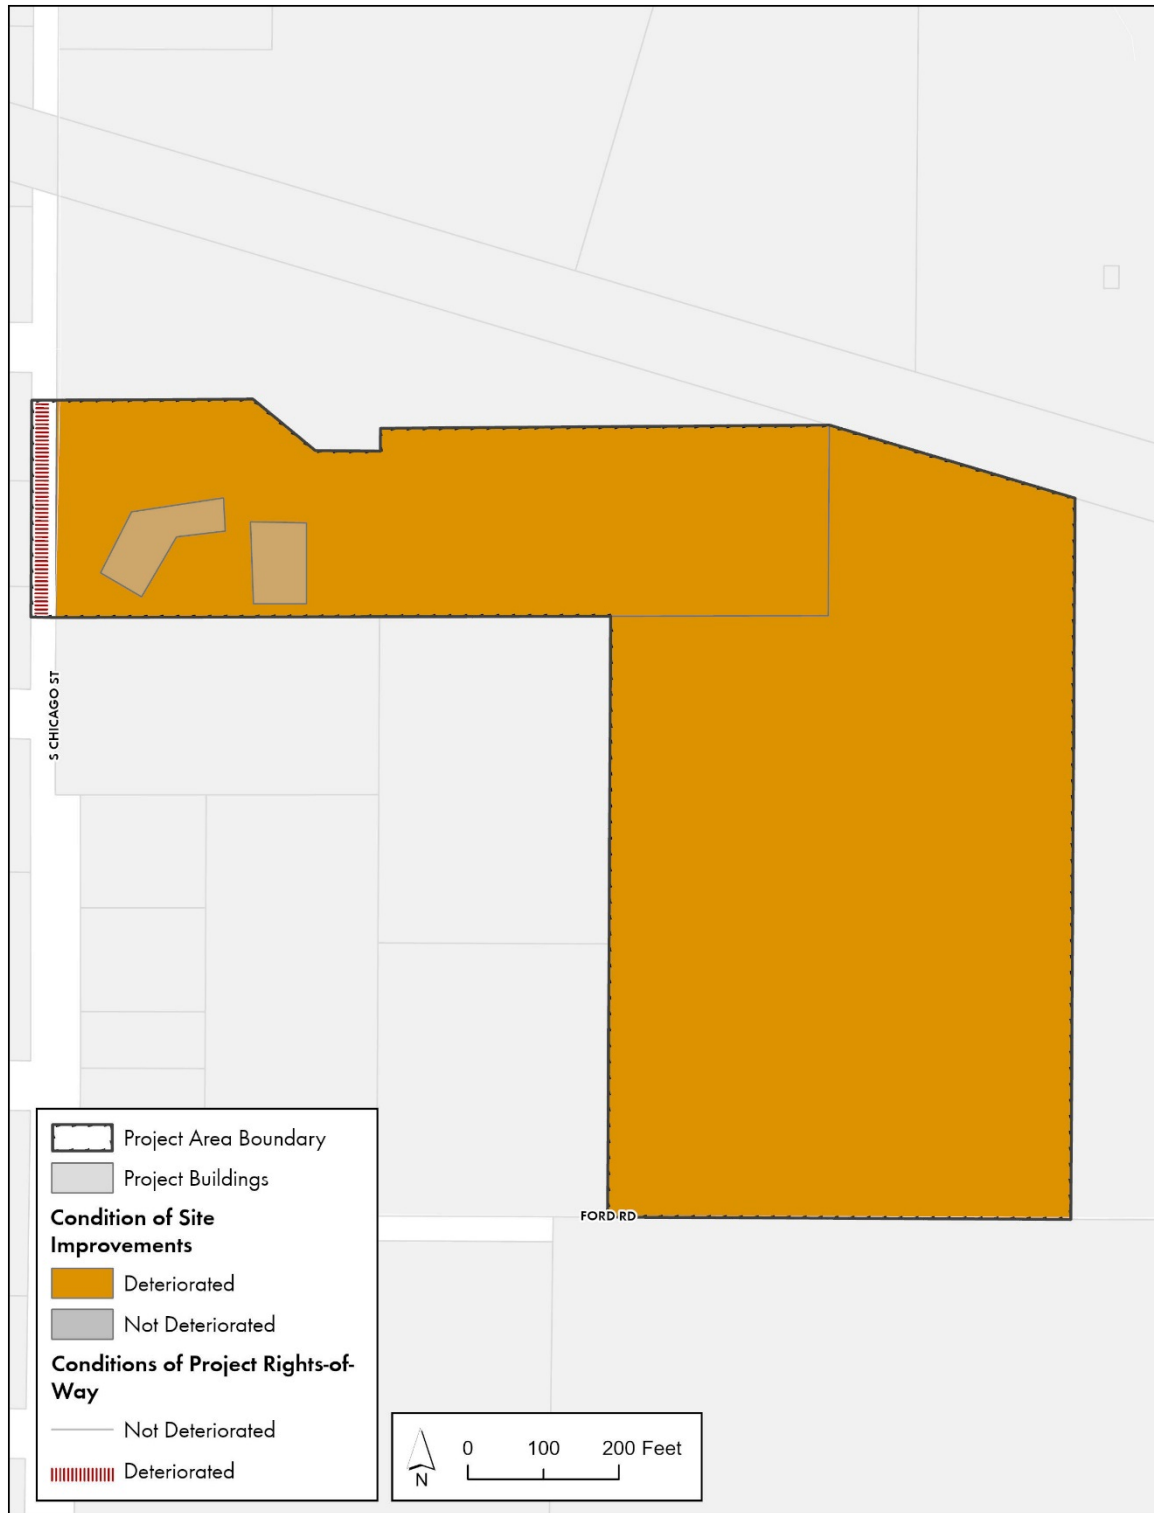 S CHICAGO ST
FORD RD
Project Area Boundary
Project Buildings
Condition of Site
Improvements
Deteriorated
Not Deteriorated
Conditions of Project Rights-of-
Way
Not Deteriorated
Deteriorated
N
0 100 200 Feet